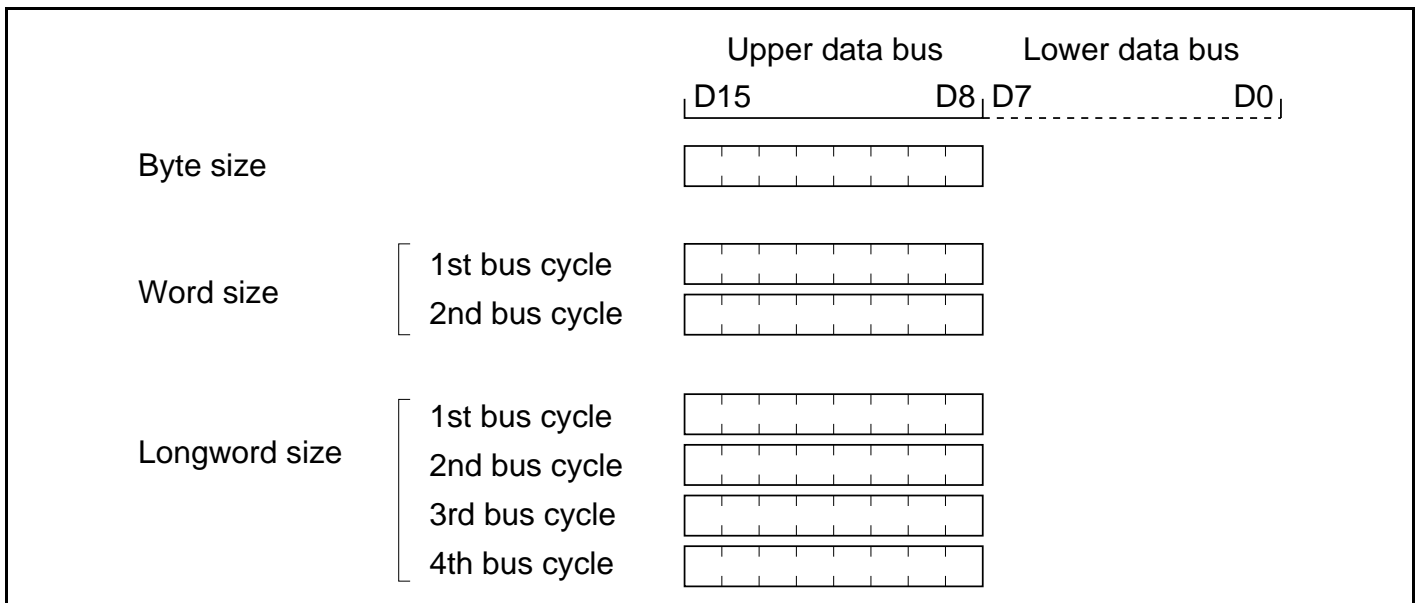 Upper data bus Lower data bus
D15 D8 D7 D0
Byte size
Word size
1st bus cycle
2nd bus cycle
Longword size
1st bus cycle
2nd bus cycle
3rd bus cycle
4th bus cycle